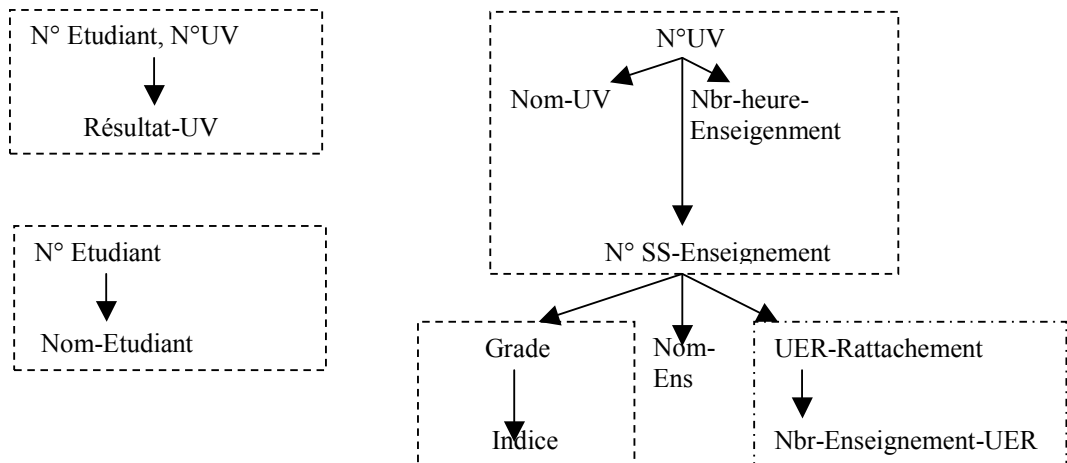 N° Etudiant, N°UV
Résultat-UV
N° Etudiant
Nom-Etudiant
N°UV
Nom-UV
Nbr-heure-
Enseigenment
N° SS-Enseignement
Grade
Indice
Nom-
Ens
UER-Rattachement
Nbr-Enseignement-UER